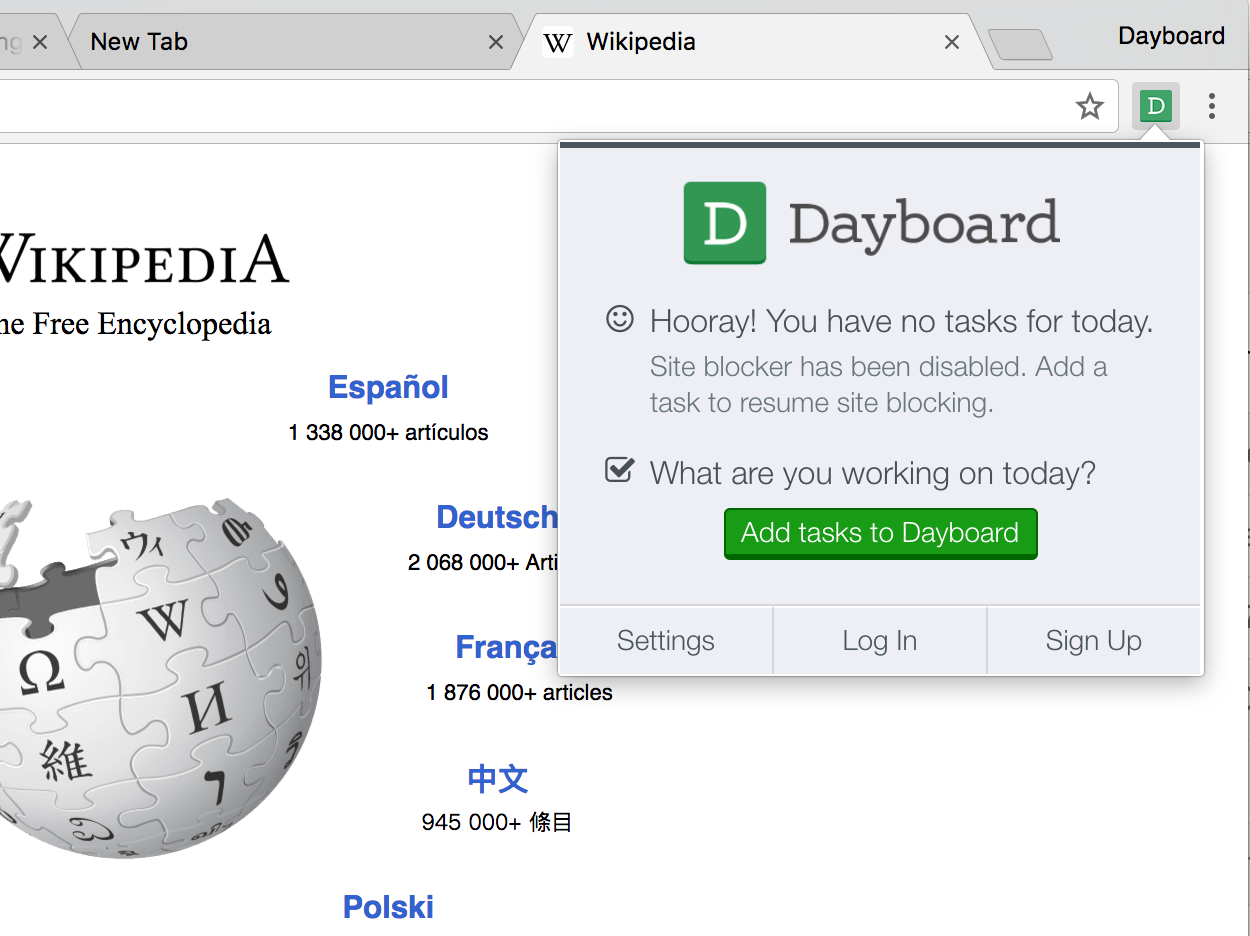 New Tab
Wikipedia
Dayboard
D
WIKIPEDIA
The Free Encyclopedia
Español
1 338 000+ artículos
Deutsch
2 068 000+ Arti
França
1 876 000+ articles
中文
945 000+ 條目
Polski
W
Ω
И
維
D Dayboard
Hooray! You have no tasks for today.
Site blocker has been disabled. Add a
task to resume site blocking.
What are you working on today?
Add tasks to Dayboard
Settings
Log In
Sign Up